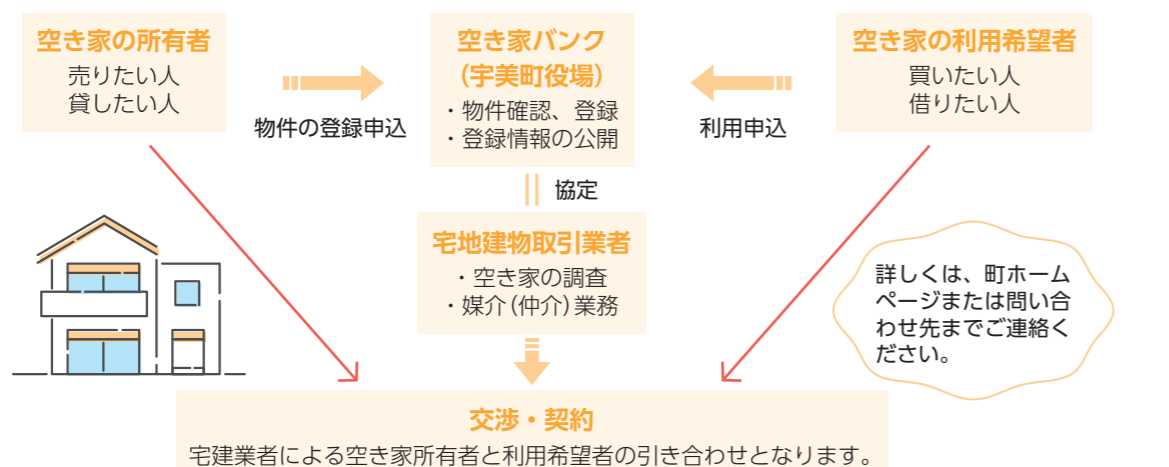 空き家の所有者
売りたい人
貸したい人
物件の登録申込
空き家バンク
(宇美町役場)
・物件確認、登録
・登録情報の公開
利用申込
空き家の利用希望者
買いたい人
借りたい人
協定
宅地建物取引業者
・空き家の調査
・媒介(仲介)業務
詳しくは、町ホーム
ページまたは問い合
わせ先までご連絡く
ださい。
交渉・契約
宅建業者による空き家所有者と利用希望者の引き合わせとなります。